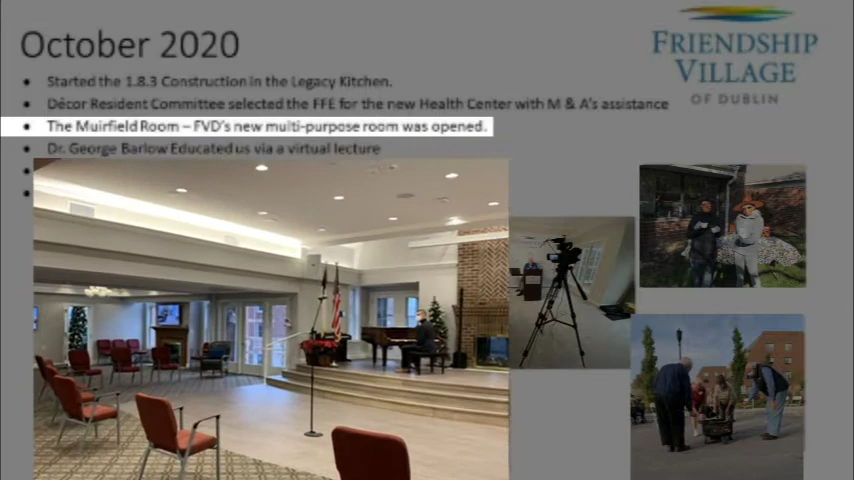 October 2020
FRIENDSHIP
VILLAGE
OF DUBLIN
• Started the 1.8.3 Construction in the Legacy Kitchen.
• Décor Resident Committee selected the FFE for the new Health Center with M & A's assistance
• The Muirfield Room – FVD's new multi-purpose room was opened.
• Dr. George Barlow Educated us via a virtual lecture